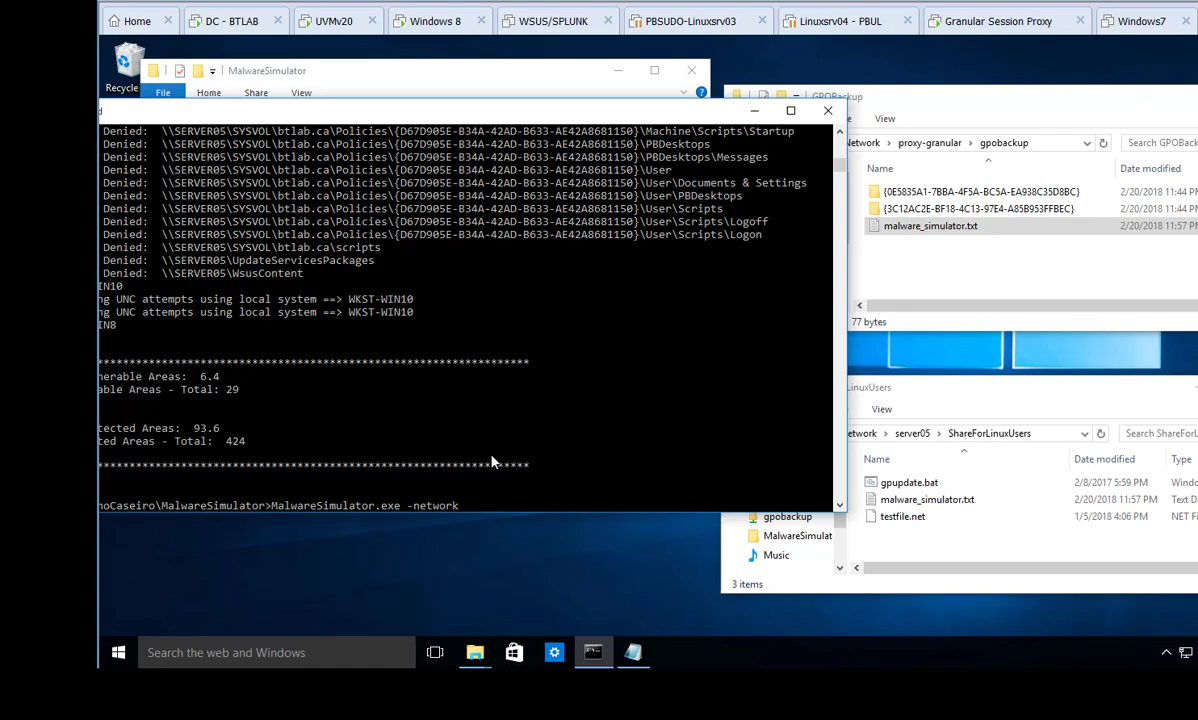 Home
DC - BTLAB
UVMv20
Windows 8
WSUS/SPLUNK
PBSUDO-Linuxsrv03
Linuxsrv04 - PBUL
Granular Session Proxy
Windows7
Recycle
MalwareSimulator
File
Home
Share
View
d
Denied: \\SERVER05\SYSVOL\btlab.ca\Policies\{D67D905E-B34A-42AD-B633-AE42A8681150}\Machine\Scripts\Startup
Denied: \\SERVER05\SYSVOL\btlab.ca\Policies\{D67D905E-B34A-42AD-B633-AE42A8681150}\PBDesktops
Denied: \\SERVER05\SYSVOL\btlab.ca\Policies\{D67D905E-B34A-42AD-B633-AE42A8681150}\PBDesktops\Messages
Denied: \\SERVER05\SYSVOL\btlab.ca\Policies\{D67D905E-B34A-42AD-B633-AE42A8681150}\User
Denied: \\SERVER05\SYSVOL\btlab.ca\Policies\{D67D905E-B34A-42AD-B633-AE42A8681150}\User\Documents & Settings
Denied: \\SERVER05\SYSVOL\btlab.ca\Policies\{D67D905E-B34A-42AD-B633-AE42A8681150}\User\PBDesktops
Denied: \\SERVER05\SYSVOL\btlab.ca\Policies\{D67D905E-B34A-42AD-B633-AE42A8681150}\User\Scripts
Denied: \\SERVER05\SYSVOL\btlab.ca\Policies\{D67D905E-B34A-42AD-B633-AE42A8681150}\User\Scripts\Logoff
Denied: \\SERVER05\SYSVOL\btlab.ca\Policies\{D67D905E-B34A-42AD-B633-AE42A8681150}\User\Scripts\Logon
Denied: \\SERVER05\SYSVOL\btlab.ca\scripts
Denied: \\SERVER05\UpdateServicesPackages
Denied: \\SERVER05\WsusContent
IN10
ng UNC attempts using local system ==> WKST-WIN10
ng UNC attempts using local system ==> WKST-WIN10
IN8
*******************************************************************
nerable Areas: 6.4
able Areas - Total: 29
tected Areas: 93.6
ted Areas - Total: 424
*******************************************************************
noCaseiro\MalwareSimulator>MalwareSimulator.exe -network
GPOBackup
View
Network > proxy-granular > gpobackup
Search gpobackup
Name
Date modified
{0E5835A1-7BBA-4F5A-BC5A-EA938C35D8BC}
2/20/2018 11:44 P
{3C12AC2E-BF18-4C13-97E4-A85B953FFBEC}
2/20/2018 11:44 P
malware_simulator.txt
2/20/2018 11:57 P
77 bytes
LinuxUsers
View
etwork > server05 > ShareForLinuxUsers
Search ShareForL
Name
Date modified
Type
gpupdate.bat
2/8/2017 5:59 PM
Windo
malware_simulator.txt
2/20/2018 11:57 PM
Text D
testfile.net
1/5/2018 4:06 PM
NET Fi
gpobackup
MalwareSimulat
Music
3 items
Search the web and Windows